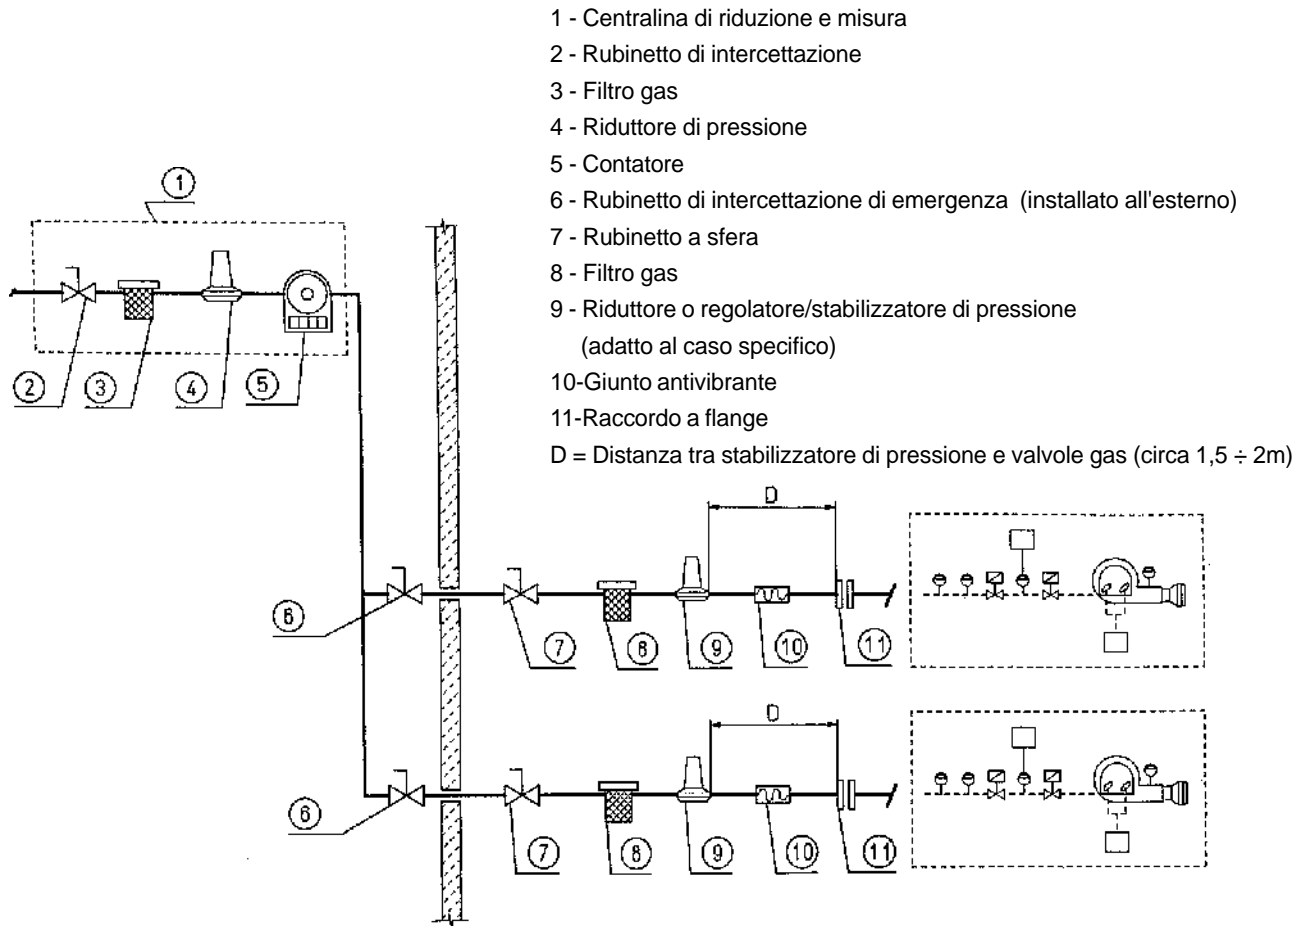 1 - Centralina di riduzione e misura
2 - Rubinetto di intercettazione
3 - Filtro gas
4 - Riduttore di pressione
5 - Contatore
6 - Rubinetto di intercettazione di emergenza (installato all'esterno)
7 - Rubinetto a sfera
8 - Filtro gas
9 - Riduttore o regolatore/stabilizzatore di pressione
(adatto al caso specifico)
10-Giunto antivibrante
11-Raccordo a flange
D = Distanza tra stabilizzatore di pressione e valvole gas (circa 1,5 ÷ 2m)
1
2
3
4
5
D
6
7
8
9
10
11
D
6
7
8
9
10
11